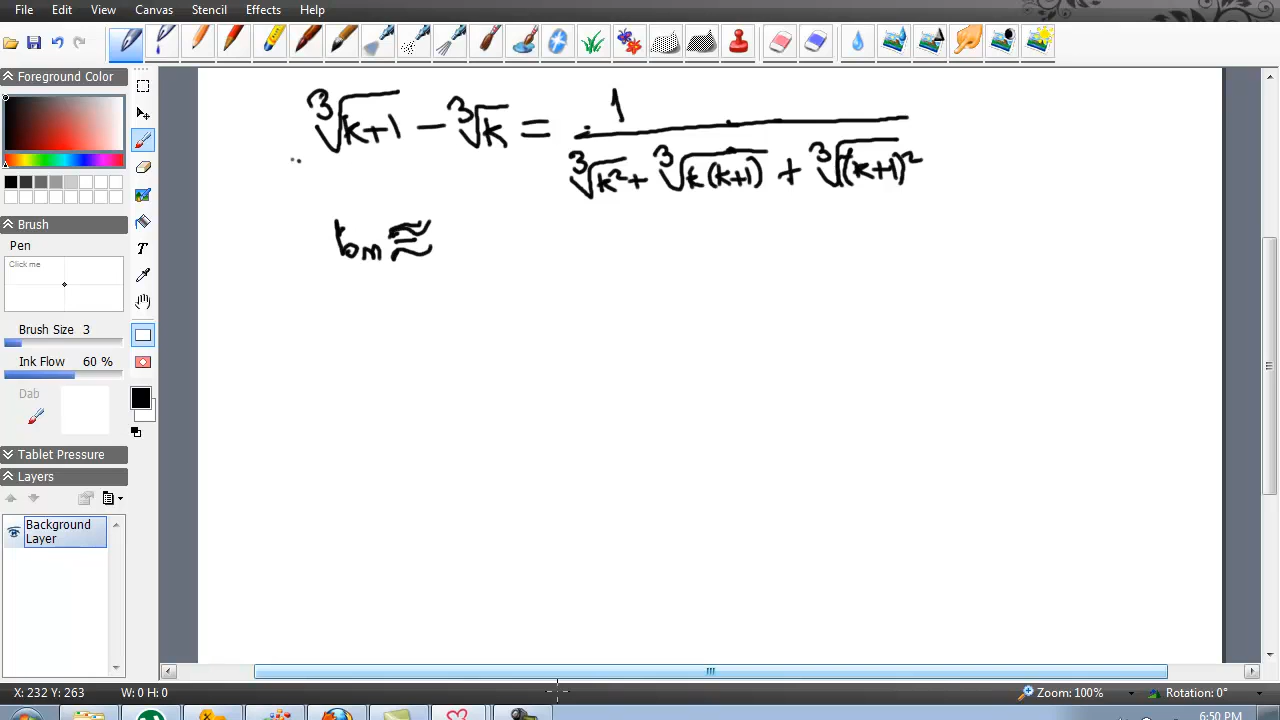 File Edit View Canvas Stencil Effects Help
Foreground Color
Brush
Pen
Click me
Brush Size 3
Ink Flow 60 %
Dab
Tablet Pressure
Layers
Background Layer
∛(k+1) − ∛k = 1 / (∛k² + ∛(k(k+1)) + ∛((k+1)²))
X: 232 Y: 263 W: 0 H: 0
Zoom: 100% Rotation: 0°
6:50 PM